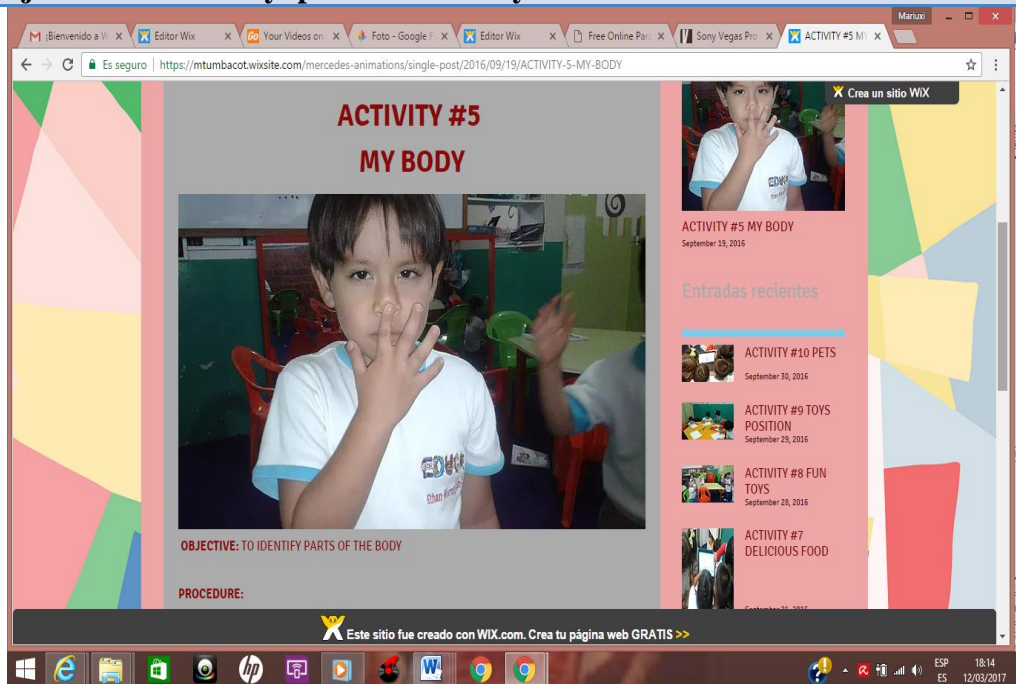 Mariuxi
¡Bienvenido a W
Editor Wix
Your Videos on
Foto - Google F
Editor Wix
Free Online Par
Sony Vegas Pro
ACTIVITY #5 M
Es seguro | https://mtumbacot.wixsite.com/mercedes-animations/single-post/2016/09/19/ACTIVITY-5-MY-BODY
Crea un sitio WiX
ACTIVITY #5
MY BODY
EDUCA
OBJECTIVE: TO IDENTIFY PARTS OF THE BODY
PROCEDURE:
ACTIVITY #5 MY BODY
September 19, 2016
Entradas recientes
ACTIVITY #10 PETS
September 30, 2016
ACTIVITY #9 TOYS
POSITION
September 29, 2016
ACTIVITY #8 FUN
TOYS
September 28, 2016
ACTIVITY #7
DELICIOUS FOOD
Este sitio fue creado con WIX.com. Crea tu página web GRATIS >>
ESP
ES
18:14
12/03/2017